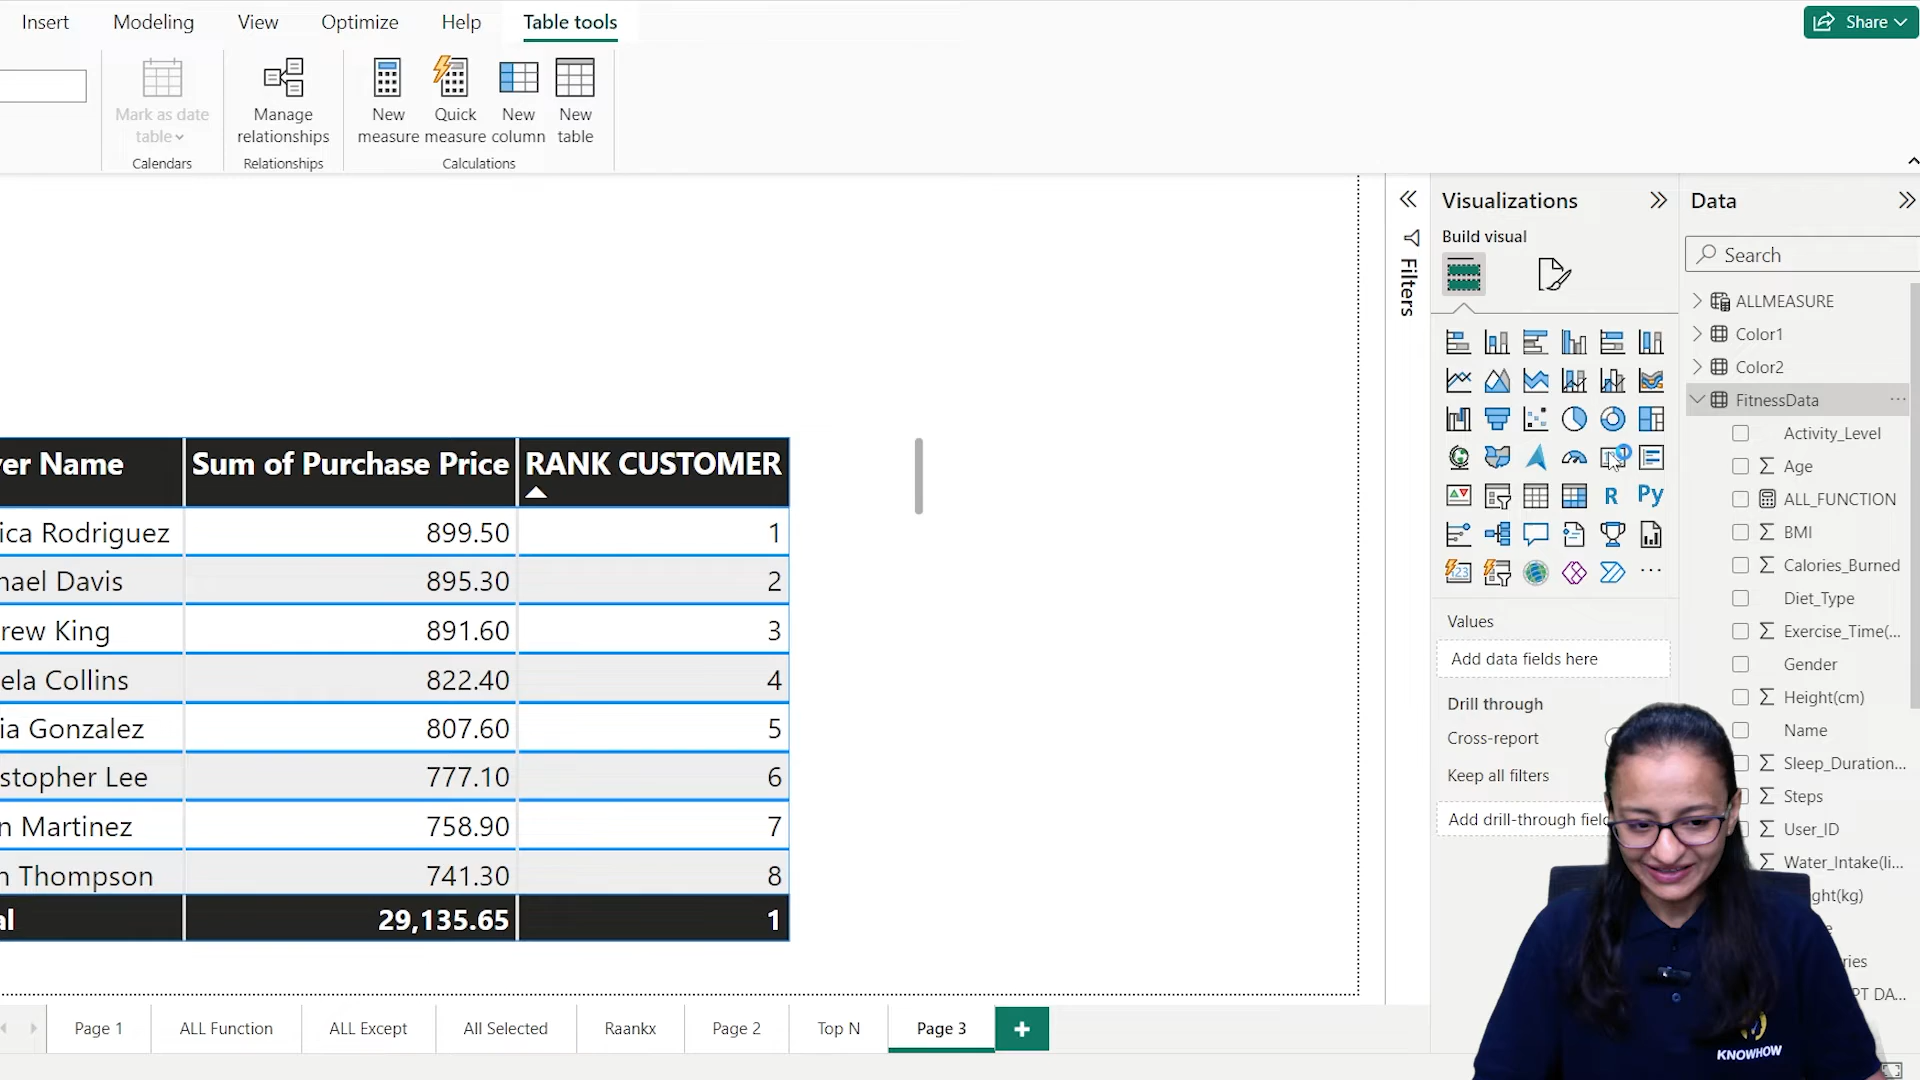 Insert Modeling View Optimize Help Table tools Share
Mark as date table
Manage relationships
New measure
Quick measure
New column
New table
Calendars Relationships Calculations
Visualizations
Data
Build visual
Search
Filters
ALLMEASURE
Color1
Color2
FitnessData
Activity_Level
Age
ALL_FUNCTION
BMI
Calories_Burned
Diet_Type
Exercise_Time(...
Gender
Height(cm)
Name
Sleep_Duration...
Steps
User_ID
Water_Intake(li...
ght(kg)
ries
PT DA...
R Py
123
Values
Add data fields here
Drill through
Cross-report
Keep all filters
Add drill-through field
er Name Sum of Purchase Price RANK CUSTOMER
ica Rodriguez 899.50 1
hael Davis 895.30 2
rew King 891.60 3
ela Collins 822.40 4
ia Gonzalez 807.60 5
stopher Lee 777.10 6
n Martinez 758.90 7
n Thompson 741.30 8
al 29,135.65 1
Page 1 ALL Function ALL Except All Selected Raankx Page 2 Top N Page 3
KNOWHOW